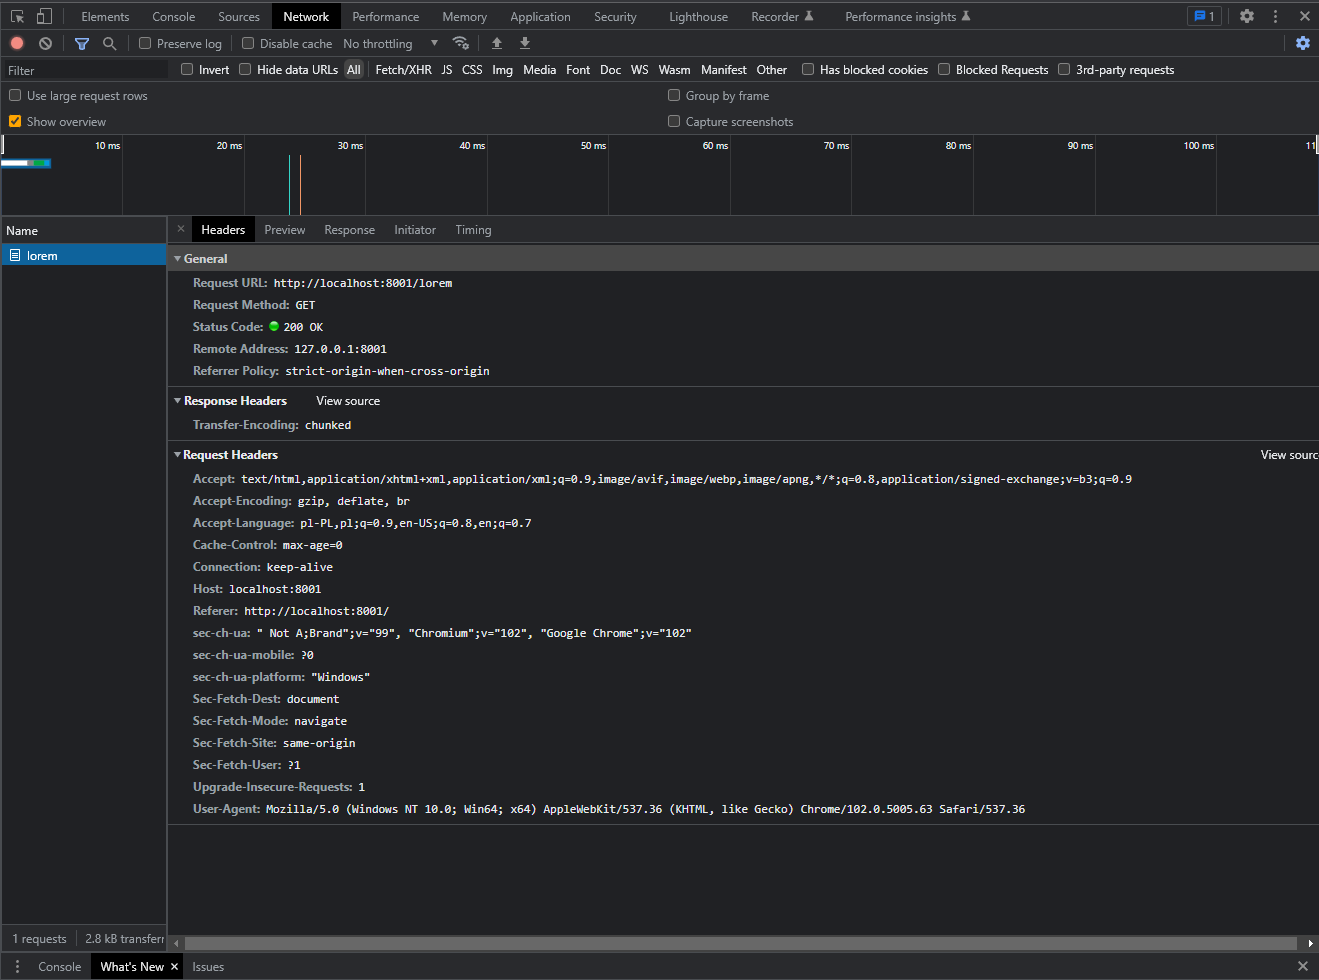 Elements Console Sources Network Performance Memory Application Security Lighthouse Recorder Performance insights 1
Preserve log Disable cache No throttling
Filter Invert Hide data URLs All Fetch/XHR JS CSS Img Media Font Doc WS Wasm Manifest Other Has blocked cookies Blocked Requests 3rd-party requests
Use large request rows Group by frame
Show overview Capture screenshots
10 ms 20 ms 30 ms 40 ms 50 ms 60 ms 70 ms 80 ms 90 ms 100 ms 11
Name × Headers Preview Response Initiator Timing
lorem
General
Request URL: http://localhost:8001/lorem
Request Method: GET
Status Code: 200 OK
Remote Address: 127.0.0.1:8001
Referrer Policy: strict-origin-when-cross-origin
Response Headers View source
Transfer-Encoding: chunked
Request Headers View sourc
Accept: text/html,application/xhtml+xml,application/xml;q=0.9,image/avif,image/webp,image/apng,*/*;q=0.8,application/signed-exchange;v=b3;q=0.9
Accept-Encoding: gzip, deflate, br
Accept-Language: pl-PL,pl;q=0.9,en-US;q=0.8,en;q=0.7
Cache-Control: max-age=0
Connection: keep-alive
Host: localhost:8001
Referer: http://localhost:8001/
sec-ch-ua: " Not A;Brand";v="99", "Chromium";v="102", "Google Chrome";v="102"
sec-ch-ua-mobile: ?0
sec-ch-ua-platform: "Windows"
Sec-Fetch-Dest: document
Sec-Fetch-Mode: navigate
Sec-Fetch-Site: same-origin
Sec-Fetch-User: ?1
Upgrade-Insecure-Requests: 1
User-Agent: Mozilla/5.0 (Windows NT 10.0; Win64; x64) AppleWebKit/537.36 (KHTML, like Gecko) Chrome/102.0.5005.63 Safari/537.36
1 requests 2.8 kB transferr
Console What's New × Issues